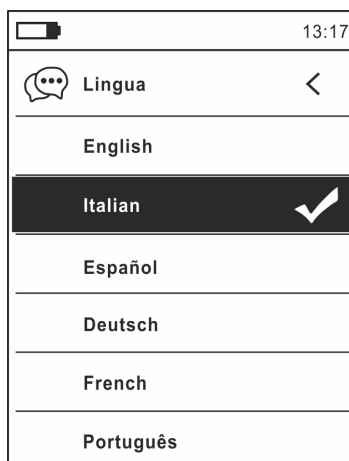 13:17
Lingua
English
Italian
Español
Deutsch
French
Português